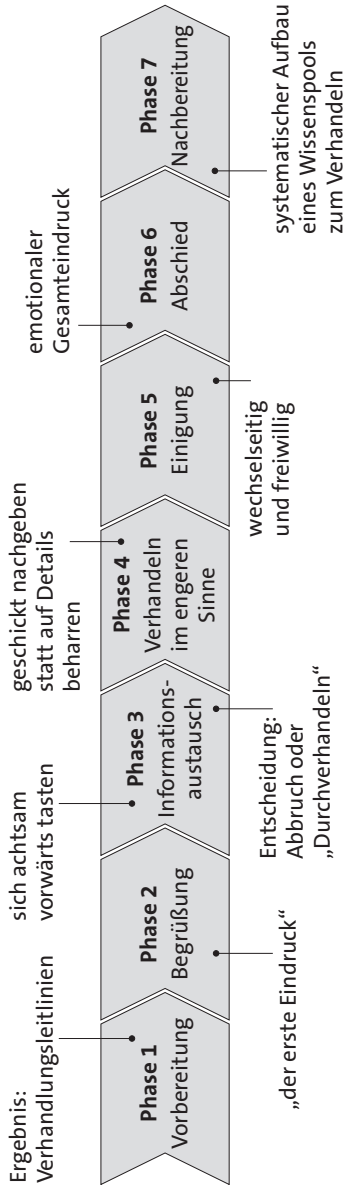 Ergebnis:
Verhandlungsleitlinien
Phase 1
Vorbereitung
Phase 2
Begrüßung
„der erste Eindruck“
sich achtsam
vorwärts tasten
Phase 3
Informations-
austausch
Entscheidung:
Abbruch oder
„Durchverhandeln“
geschickt nachgeben
statt auf Details
beharren
Phase 4
Verhandeln
im engeren
Sinne
Phase 5
Einigung
wechselseitig
und freiwillig
emotionaler
Gesamteindruck
Phase 6
Abschied
Phase 7
Nachbereitung
systematischer Aufbau
eines Wissenspools
zum Verhandeln